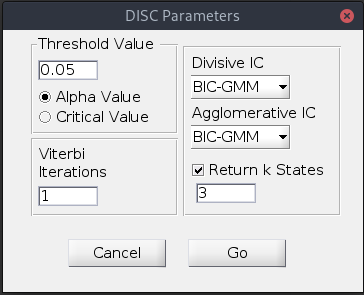 DISC Parameters
Threshold Value
0.05
Alpha Value
Critical Value
Viterbi
Iterations
1
Divisive IC
BIC-GMM
Agglomerative IC
BIC-GMM
Return k States
3
Cancel
Go